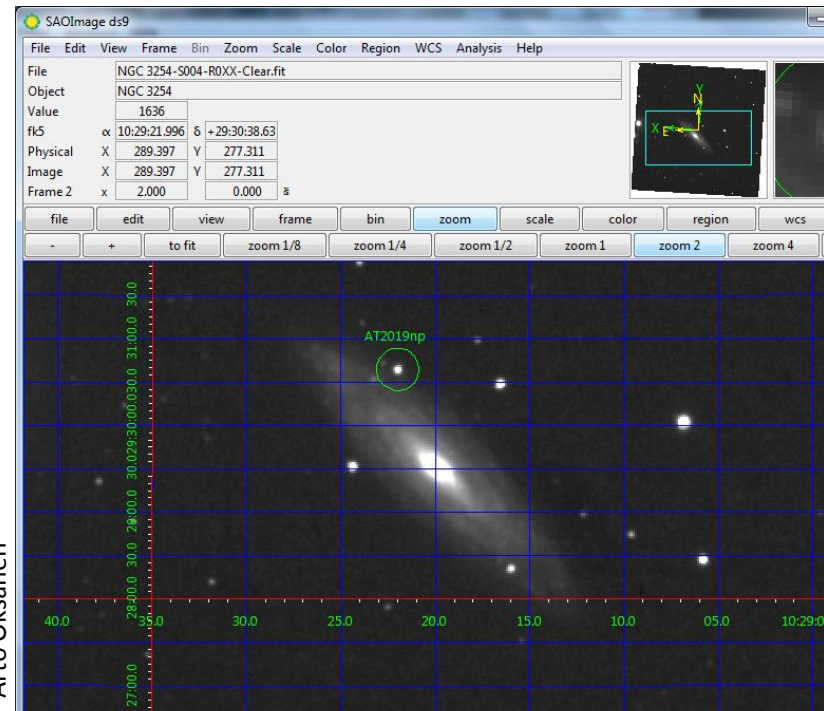 SAOImage ds9
File Edit View Frame Bin Zoom Scale Color Region WCS Analysis Help
File NGC 3254-S004-R0XX-Clear.fit
Object NGC 3254
Value 1636
fk5 α 10:29:21.996 δ +29:30:38.63
Physical X 289.397 Y 277.311
Image X 289.397 Y 277.311
Frame 2 x 2.000 0.000 ā
Y
N
X E
file edit view frame bin zoom scale color region wcs
- + to fit zoom 1/8 zoom 1/4 zoom 1/2 zoom 1 zoom 2 zoom 4
30.0
31:00.0
AT2019np
30.0
29:30:00.0
30.0
29:00.0
30.0
28:00.0
40.0 35.0 30.0 25.0 20.0 15.0 10.0 05.0 10:29:0
27:00.0
Arto Oksanen